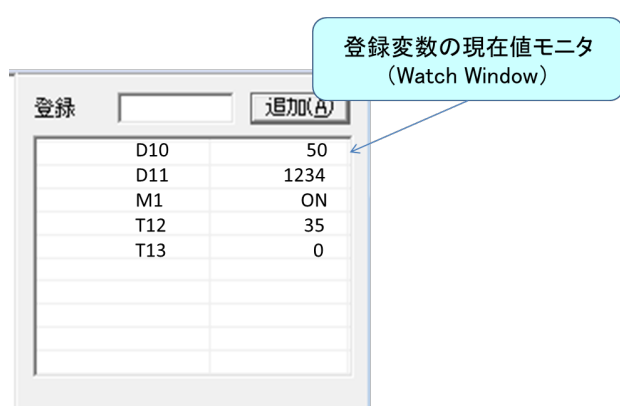 登録変数の現在値モニタ
（Watch Window）
登録 追加(A)
D10 50
D11 1234
M1 ON
T12 35
T13 0